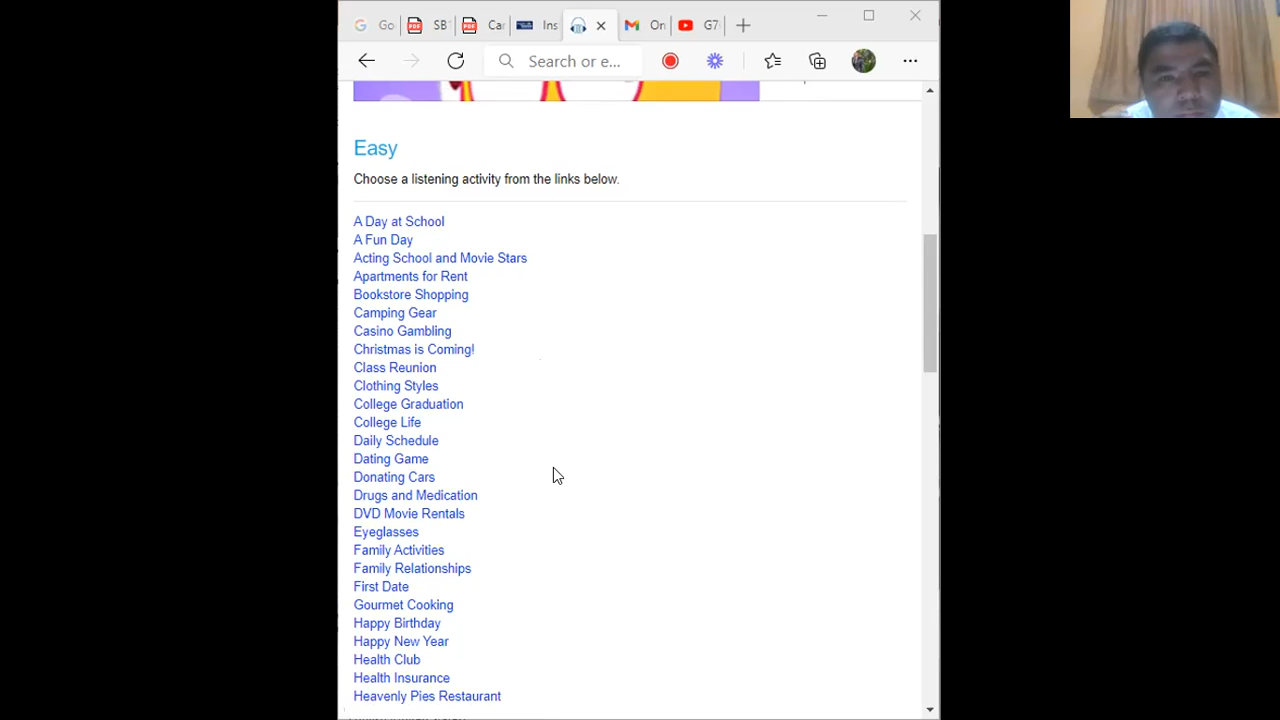 Go
SB
Car
Ins
On
G7
Search or e...
Easy
Choose a listening activity from the links below.
A Day at School
A Fun Day
Acting School and Movie Stars
Apartments for Rent
Bookstore Shopping
Camping Gear
Casino Gambling
Christmas is Coming!
Class Reunion
Clothing Styles
College Graduation
College Life
Daily Schedule
Dating Game
Donating Cars
Drugs and Medication
DVD Movie Rentals
Eyeglasses
Family Activities
Family Relationships
First Date
Gourmet Cooking
Happy Birthday
Happy New Year
Health Club
Health Insurance
Heavenly Pies Restaurant